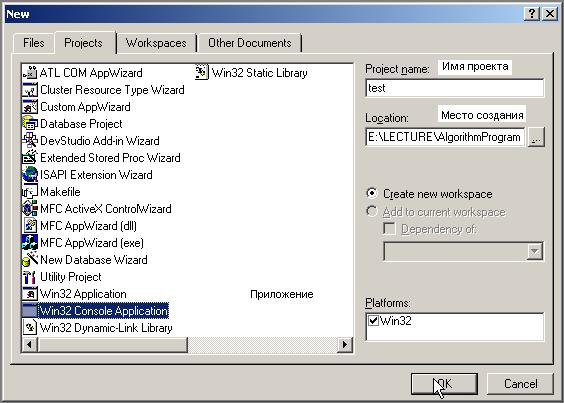 New
Files Projects Workspaces Other Documents
ATL COM AppWizard
Cluster Resource Type Wizard
Custom AppWizard
Database Project
DevStudio Add-in Wizard
Extended Stored Proc Wizard
ISAPI Extension Wizard
Makefile
MFC ActiveX ControlWizard
MFC AppWizard (dll)
MFC AppWizard (exe)
New Database Wizard
Utility Project
Win32 Application
Win32 Console Application
Win32 Dynamic-Link Library
Win32 Static Library
Приложение
Project name: Имя проекта
test
Location: Место создания
E:\LECTURE\AlgorithmProgram
...
Create new workspace
Add to current workspace
Dependency of:
Platforms:
Win32
OK Cancel